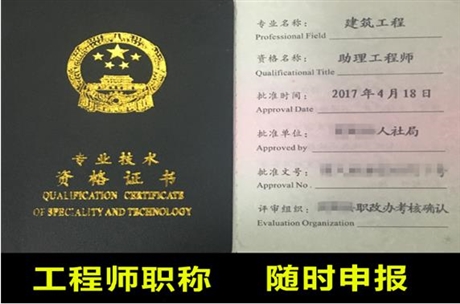 专业技术
资格证书
QUALIFICATION CERTIFICATE
OF SPECIALITY AND TECHNOLOGY
专业名称： 建筑工程
Professional Field
资格名称： 助理工程师
Qualificational Title
批准时间： 2017年4月18日
Approval Date
批准单位： 人社局
Approved by
批准文号： 号
Approval No.
评审组织： 职改办考核确认
Evaluation Organization
工程师职称 随时申报